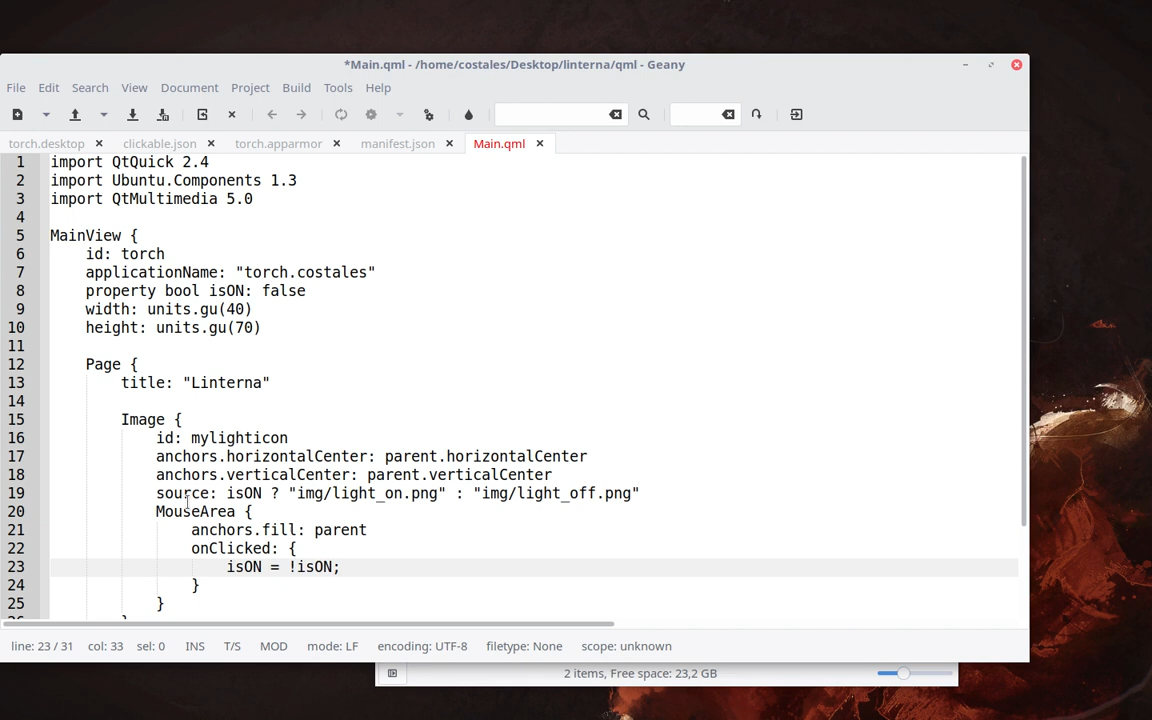 *Main.qml - /home/costales/Desktop/linterna/qml - Geany
File Edit Search View Document Project Build Tools Help
torch.desktop clickable.json torch.apparmor manifest.json Main.qml
1 import QtQuick 2.4
2 import Ubuntu.Components 1.3
3 import QtMultimedia 5.0
4
5 MainView {
6 id: torch
7 applicationName: "torch.costales"
8 property bool isON: false
9 width: units.gu(40)
10 height: units.gu(70)
11
12 Page {
13 title: "Linterna"
14
15 Image {
16 id: mylighticon
17 anchors.horizontalCenter: parent.horizontalCenter
18 anchors.verticalCenter: parent.verticalCenter
19 source: isON ? "img/light_on.png" : "img/light_off.png"
20 MouseArea {
21 anchors.fill: parent
22 onClicked: {
23 isON = !isON;
24 }
25 }
line: 23 / 31 col: 33 sel: 0 INS T/S MOD mode: LF encoding: UTF-8 filetype: None scope: unknown
2 items, Free space: 23,2 GB